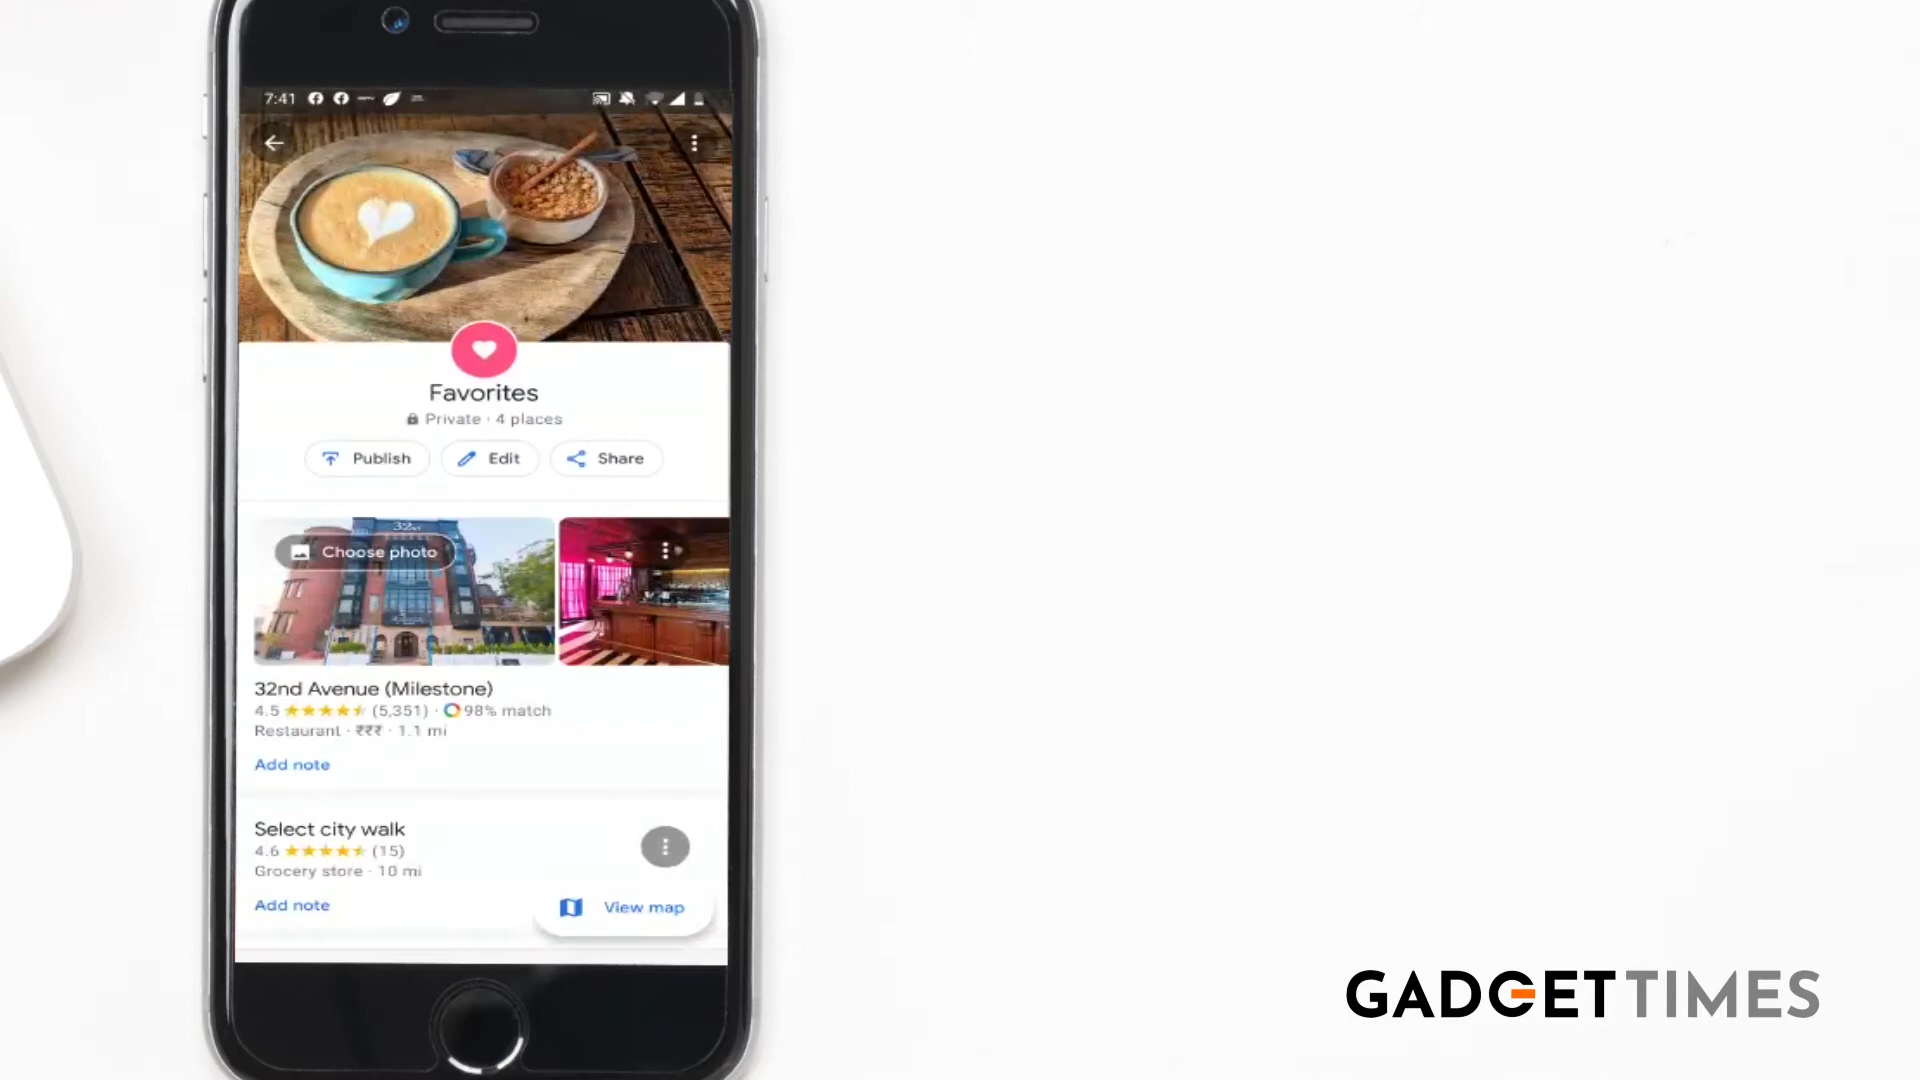 7:41
Favorites
Private · 4 places
Publish
Edit
Share
32ND
Choose photo
32nd Avenue (Milestone)
4.5 (5,351) · 98% match
Restaurant · ₹₹₹ · 1.1 mi
Add note
Select city walk
4.6 (15)
Grocery store · 10 mi
Add note
View map
GADGETTIMES